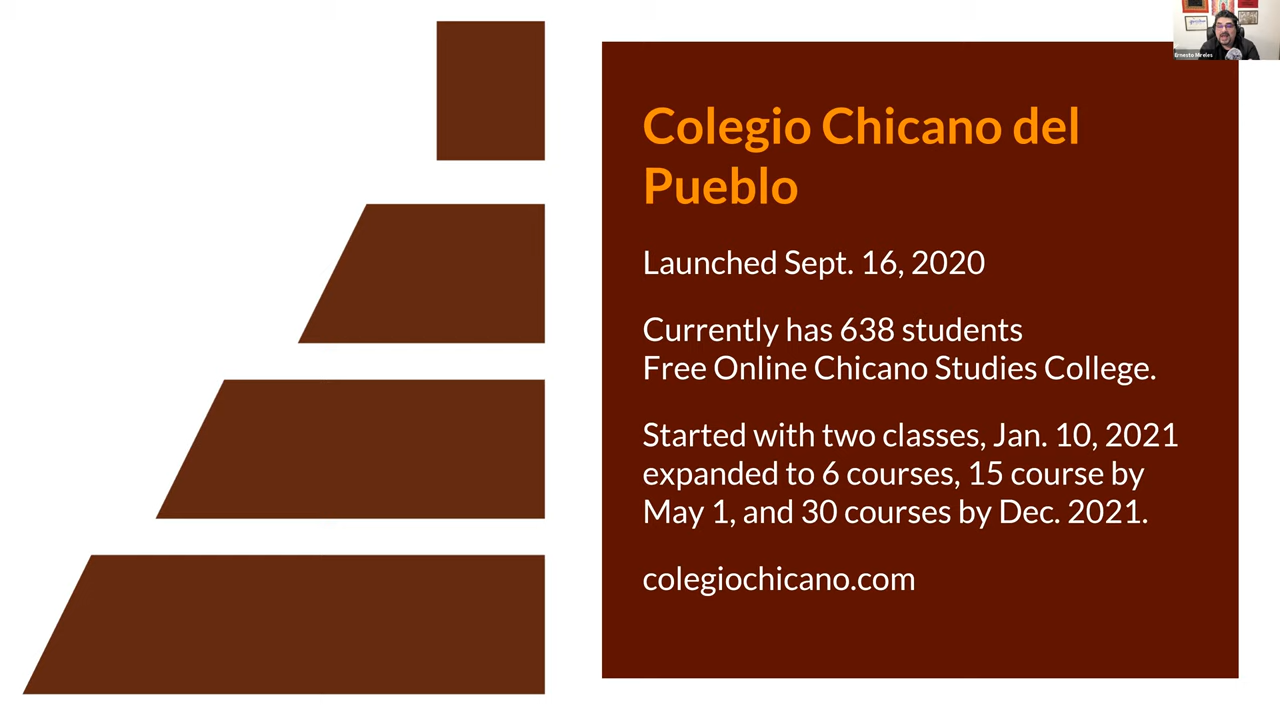 Ernesto Mireles
Colegio Chicano del
Pueblo
Launched Sept. 16, 2020
Currently has 638 students
Free Online Chicano Studies College.
Started with two classes, Jan. 10, 2021
expanded to 6 courses, 15 course by
May 1, and 30 courses by Dec. 2021.
colegiochicano.com